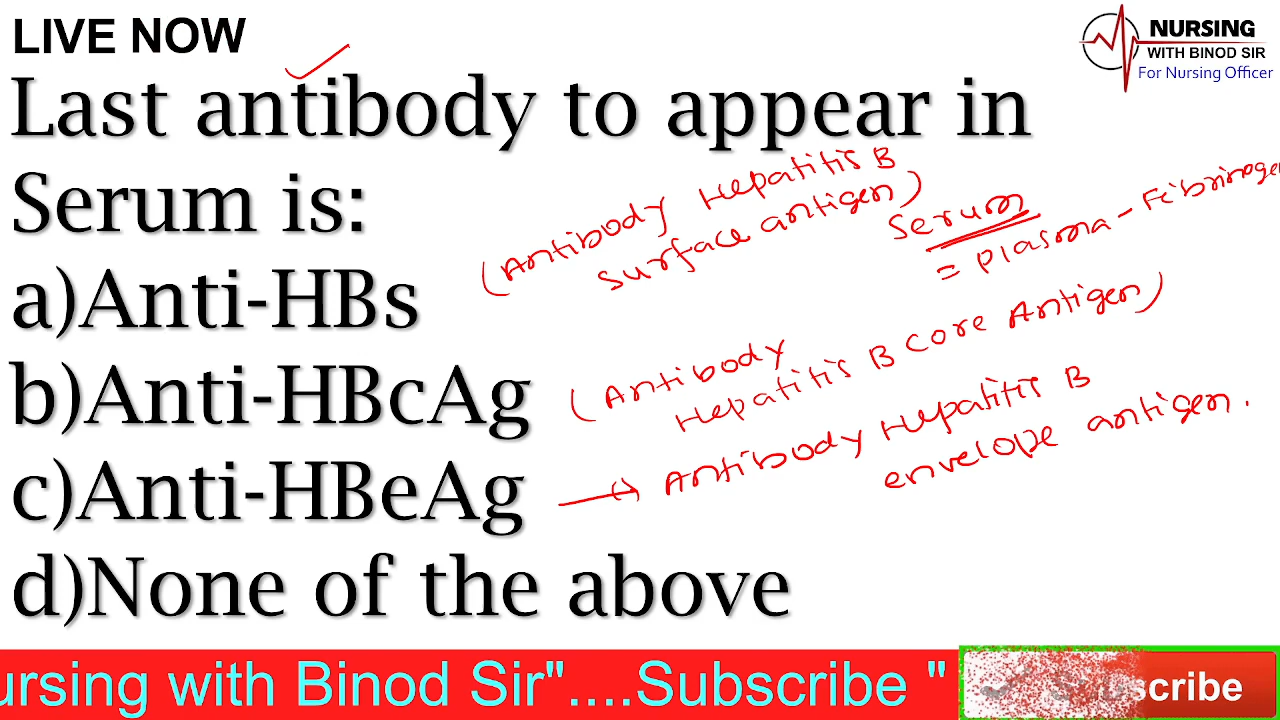 LIVE NOW
NURSING
WITH BINOD SIR
For Nursing Officer
Last antibody to appear in
Serum is:
(Antibody Hepatitis B
surface antigen)
Serum
= Plasma - Fibrinogen
a)Anti-HBs
b)Anti-HBcAg
(Antibody
Hepatitis B core Antigen)
c)Anti-HBeAg
Antibody Hepatitis B
envelope antigen.
d)None of the above
ursing with Binod Sir"....Subscribe "
scribe